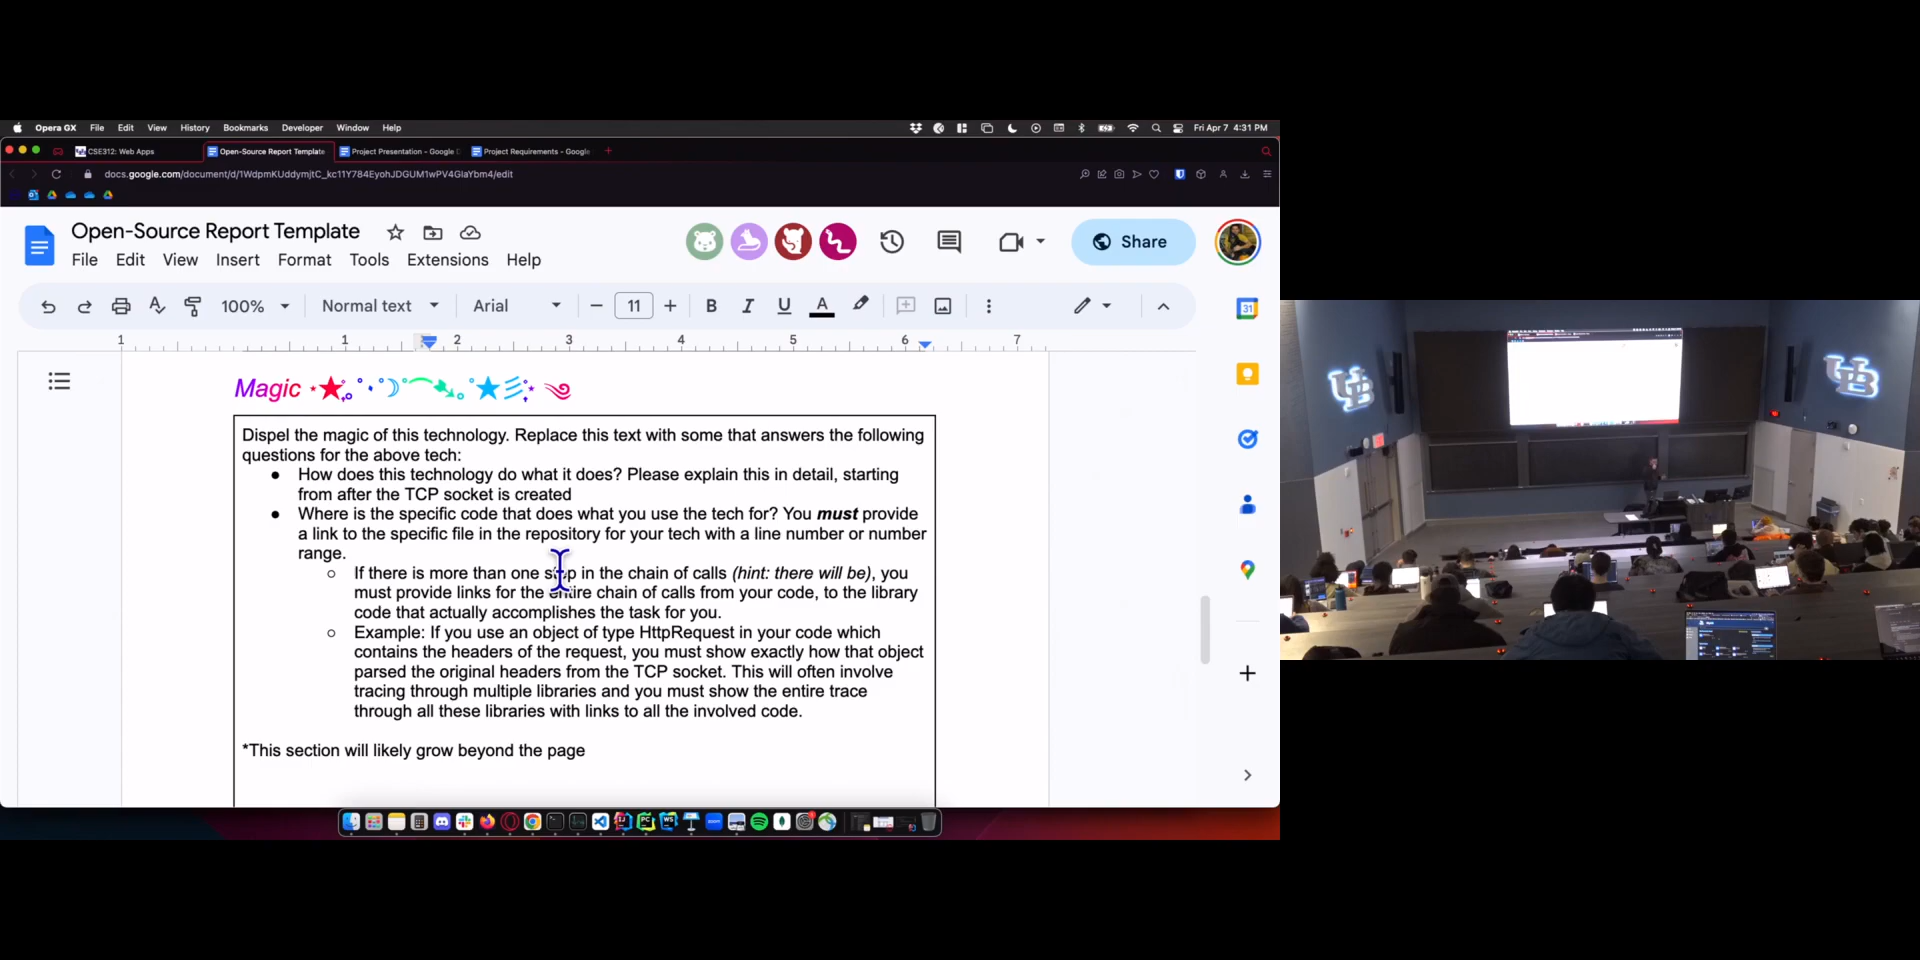 Opera GX File Edit View History Bookmarks Developer Window Help Fri Apr 7 4:31 PM
CSE312: Web Apps Open-Source Report Template Project Presentation - Google Project Requirements - Google
docs.google.com/document/d/1WdpmKUddymjtC_kc11Y784EyohJDGUM1wPV4GlaYbm4/edit
Open-Source Report Template
Share
File Edit View Insert Format Tools Extensions Help
100% Normal text Arial 11 B I U A
1 1 2 3 4 5 6 7
Magic
Dispel the magic of this technology. Replace this text with some that answers the following
questions for the above tech:
● How does this technology do what it does? Please explain this in detail, starting
from after the TCP socket is created
● Where is the specific code that does what you use the tech for? You must provide
a link to the specific file in the repository for your tech with a line number or number
range.
○ If there is more than one step in the chain of calls (hint: there will be), you
must provide links for the entire chain of calls from your code, to the library
code that actually accomplishes the task for you.
○ Example: If you use an object of type HttpRequest in your code which
contains the headers of the request, you must show exactly how that object
parsed the original headers from the TCP socket. This will often involve
tracing through multiple libraries and you must show the entire trace
through all these libraries with links to all the involved code.
*This section will likely grow beyond the page
31
UB
UB